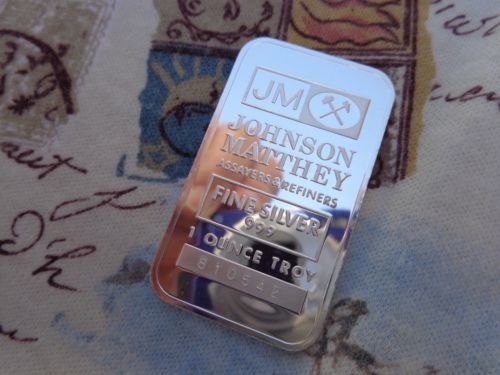 JM
JOHNSON
MATTHEY
ASSAYERS & REFINERS
FINE SILVER
999
1 OUNCE TROY
810542